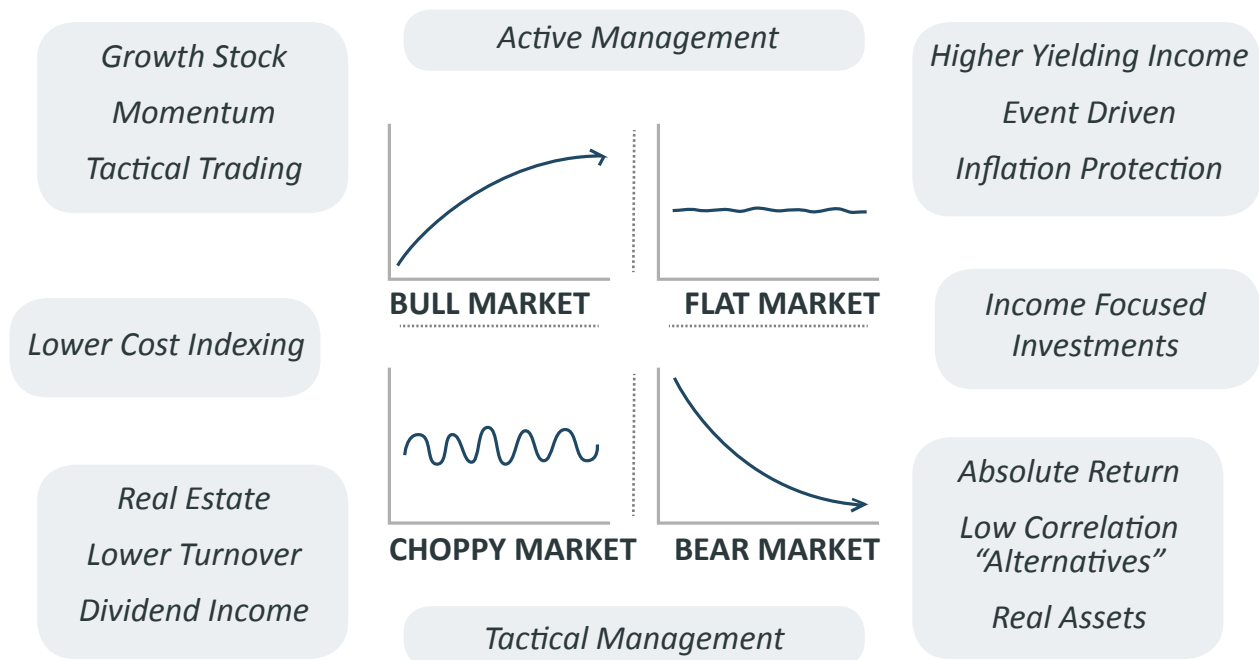 Active Management
Growth Stock
Momentum
Tactical Trading
Higher Yielding Income
Event Driven
Inflation Protection
BULL MARKET
FLAT MARKET
Lower Cost Indexing
Income Focused
Investments
CHOPPY MARKET
BEAR MARKET
Real Estate
Lower Turnover
Dividend Income
Absolute Return
Low Correlation
“Alternatives”
Real Assets
Tactical Management